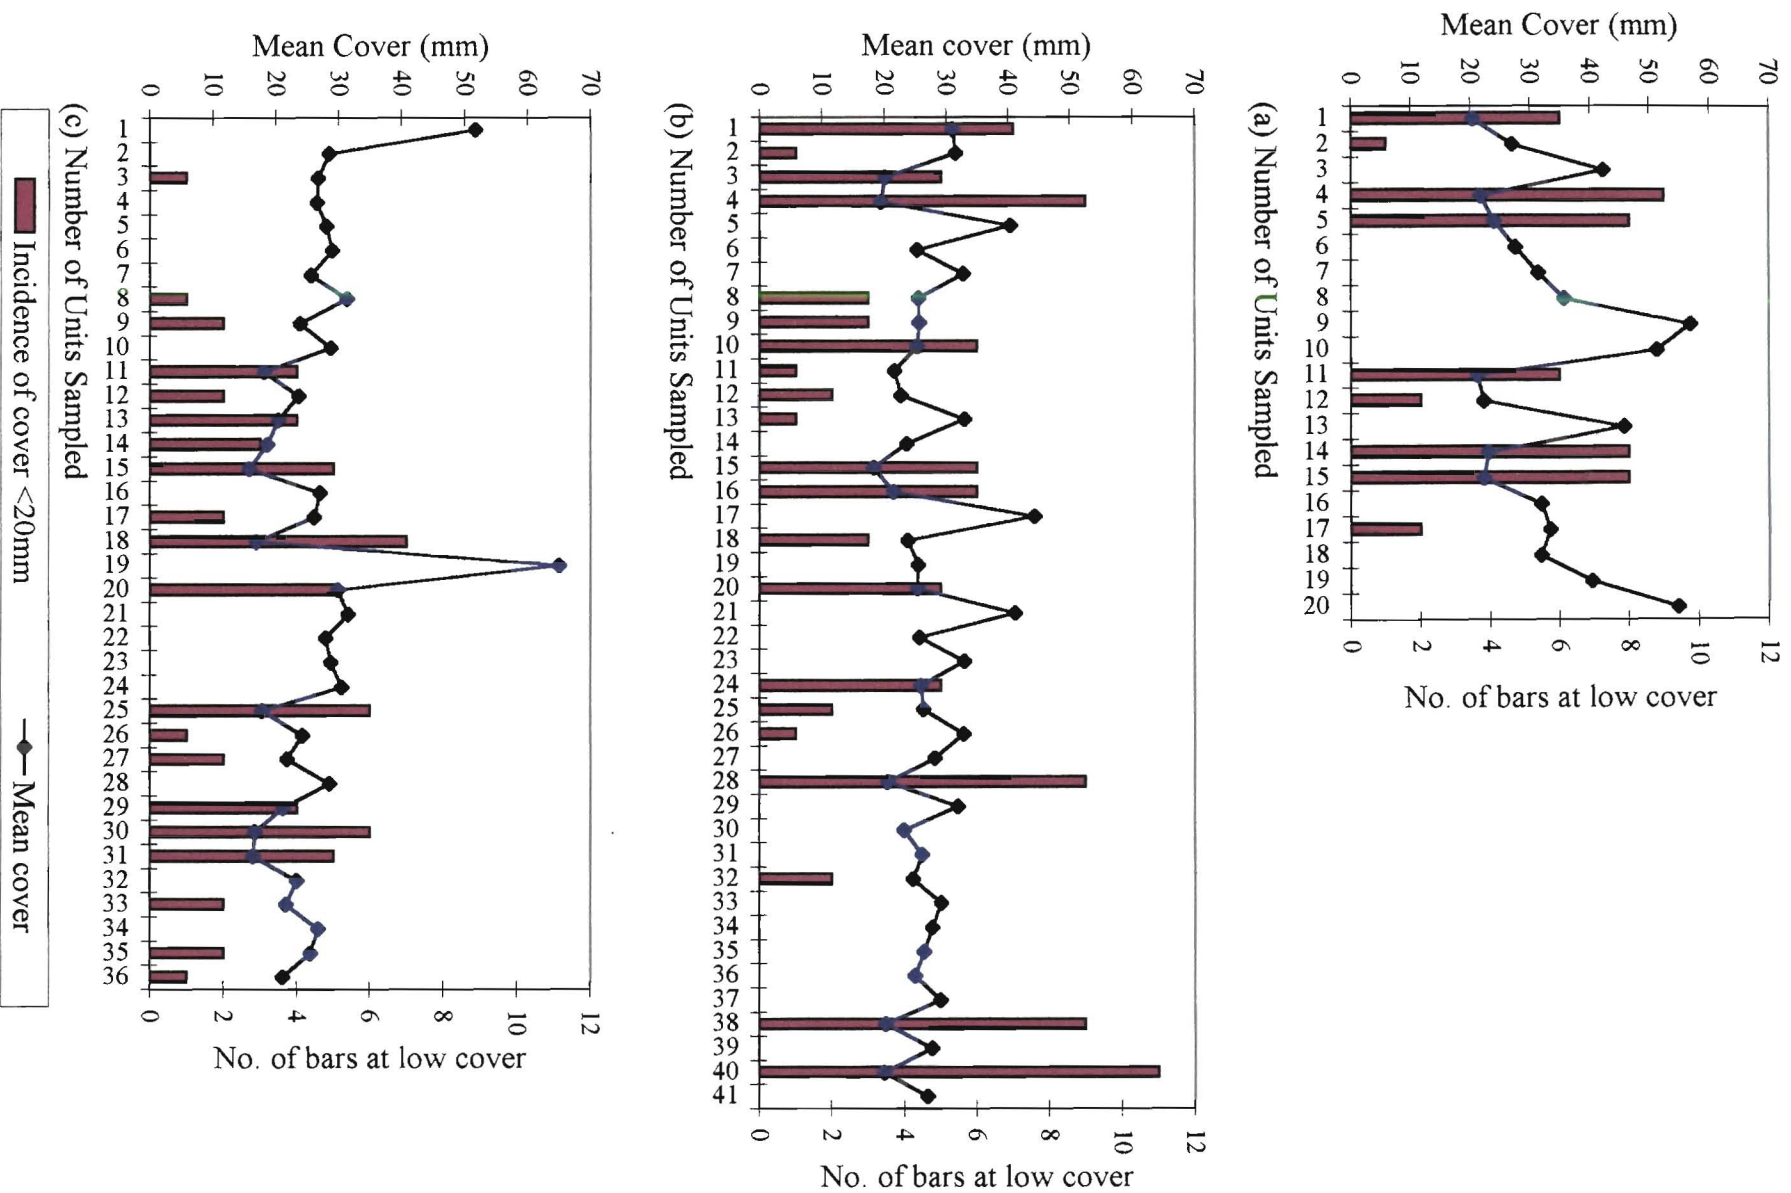 Mean Cover (mm)
0 10 20 30 40 50 60 70
1 2 3 4 5 6 7 8 9 10 11 12 13 14 15 16 17 18 19 20
0 2 4 6 8 10 12
No. of bars at low cover
(a) Number of Units Sampled
Mean cover (mm)
0 10 20 30 40 50 60 70
1 2 3 4 5 6 7 8 9 10 11 12 13 14 15 16 17 18 19 20 21 22 23 24 25 26 27 28 29 30 31 32 33 34 35 36 37 38 39 40 41
0 2 4 6 8 10 12
No. of bars at low cover
(b) Number of Units Sampled
Mean Cover (mm)
0 10 20 30 40 50 60 70
1 2 3 4 5 6 7 8 9 10 11 12 13 14 15 16 17 18 19 20 21 22 23 24 25 26 27 28 29 30 31 32 33 34 35 36
0 2 4 6 8 10 12
No. of bars at low cover
(c) Number of Units Sampled
Incidence of cover <20mm
Mean cover